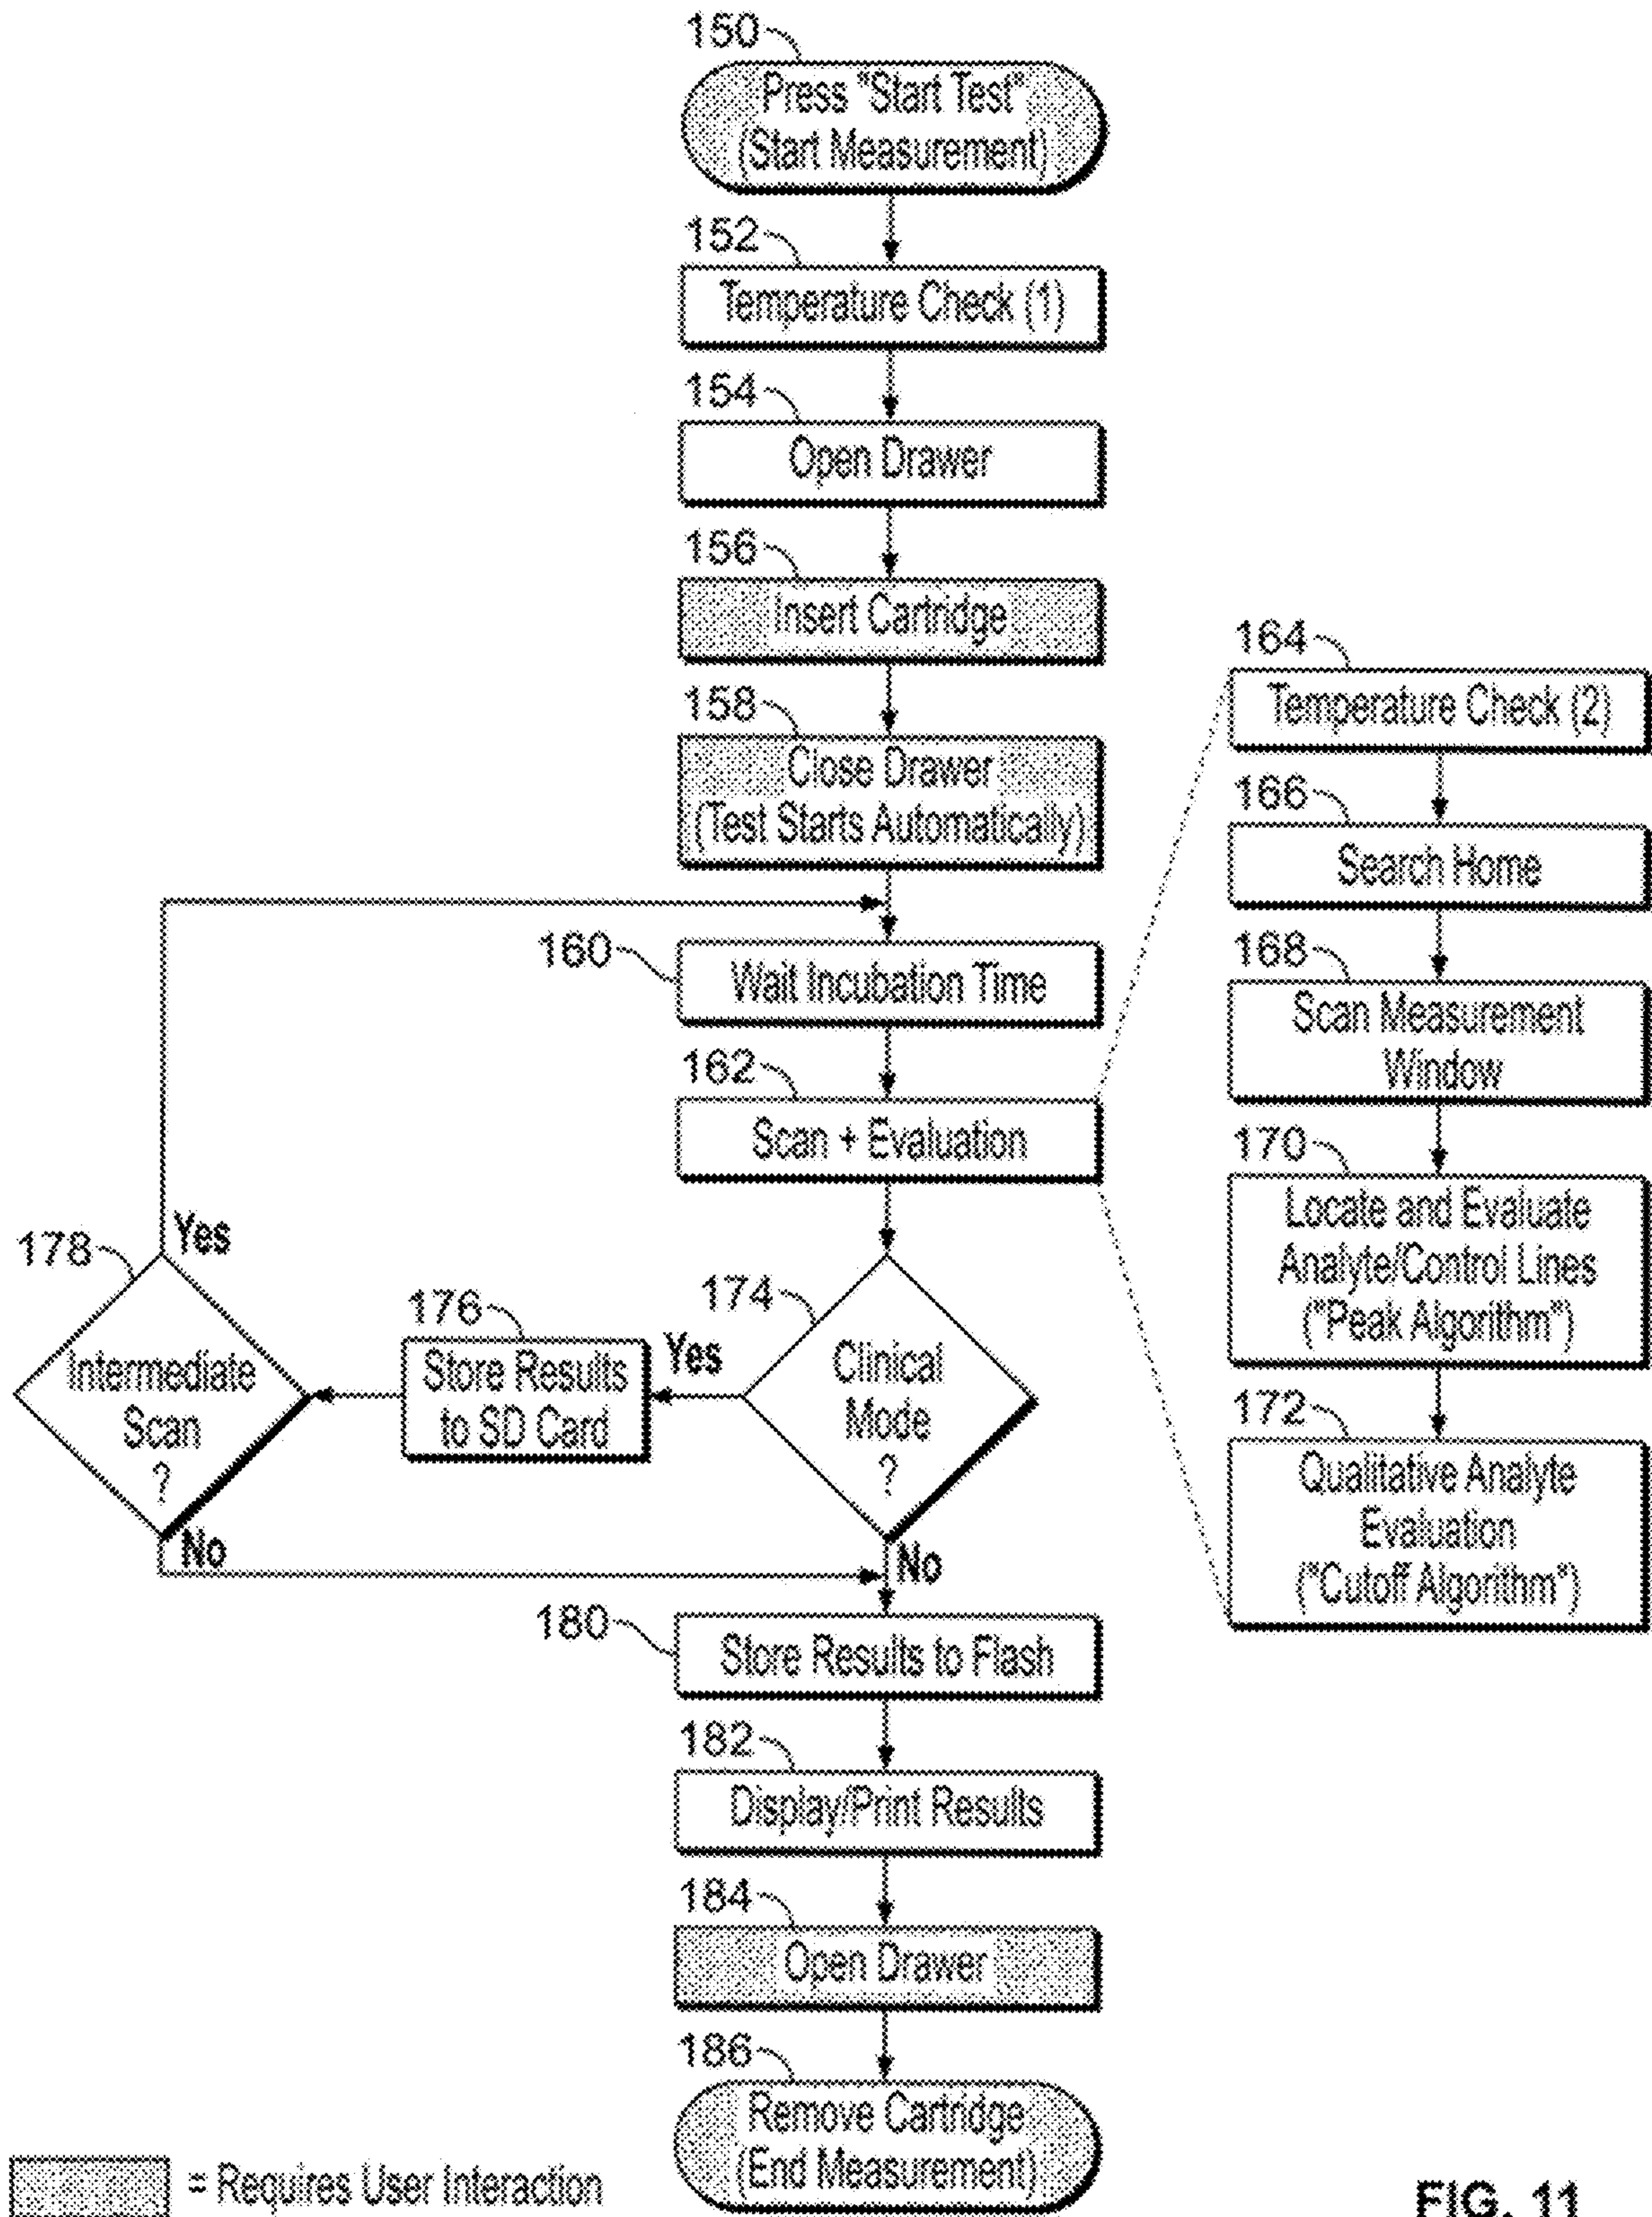 150
Press "Start Test"
(Start Measurement)
152
Temperature Check (1)
154
Open Drawer
156
Insert Cartridge
158
Close Drawer
(Test Starts Automatically)
160
Wait Incubation Time
162
Scan + Evaluation
164
Temperature Check (2)
166
Search Home
168
Scan Measurement
Window
170
Locate and Evaluate
Analyte/Control Lines
("Peak Algorithm")
172
Qualitative Analyte
Evaluation
("Cutoff Algorithm")
174
Clinical
Mode
?
Yes
No
176
Store Results
to SD Card
178
Intermediate
Scan
?
Yes
No
180
Store Results to Flash
182
Display/Print Results
184
Open Drawer
186
Remove Cartridge
(End Measurement)
= Requires User Interaction
FIG. 11